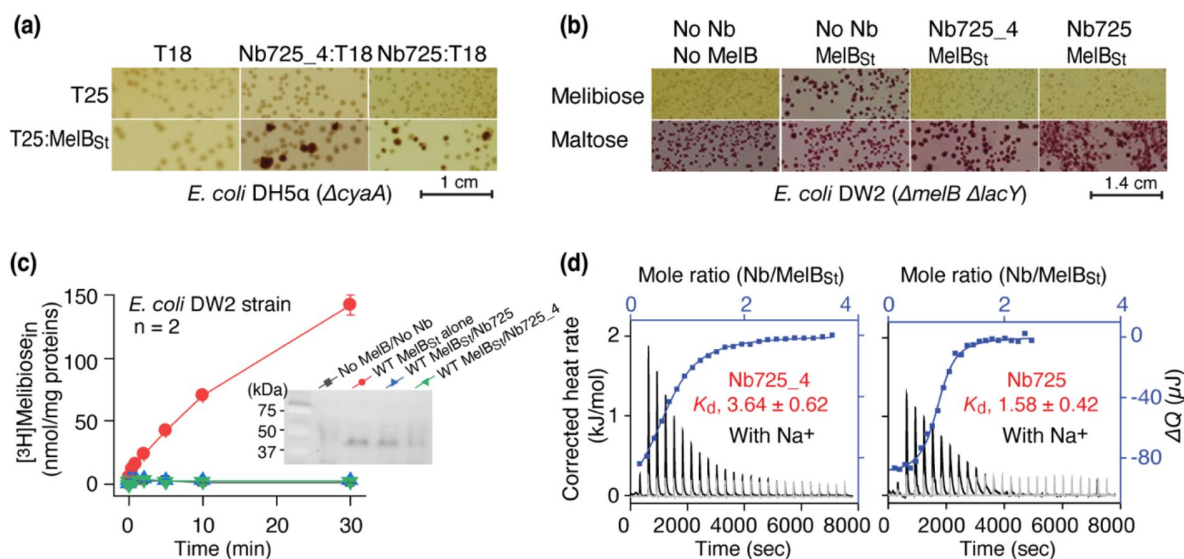 (a)
T18 Nb725_4:T18 Nb725:T18
T25
T25:MelBSt
E. coli DH5α (ΔcyaA)
1 cm
(b)
No Nb No Nb Nb725_4 Nb725
No MelB MelBSt MelBSt MelBSt
Melibiose
Maltose
E. coli DW2 (ΔmelB ΔlacY)
1.4 cm
(c)
[3H]Melibiosein
(nmol/mg proteins)
150
100
50
0
E. coli DW2 strain
n = 2
No MelB/No Nb
WT MelBSt alone
WT MelBSt/Nb725
WT MelBSt/Nb725_4
(kDa)
75
50
37
0 10 20 30
Time (min)
(d)
Mole ratio (Nb/MelBSt) Mole ratio (Nb/MelBSt)
0 2 4 0 2 4
Corrected heat rate
(kJ/mol)
2
1
0
Nb725_4
Kd, 3.64 ± 0.62
With Na+
Nb725
Kd, 1.58 ± 0.42
With Na+
0
-40
-80
ΔQ (µJ)
0 2000 4000 6000 8000 0 2000 4000 6000 8000
Time (sec) Time (sec)